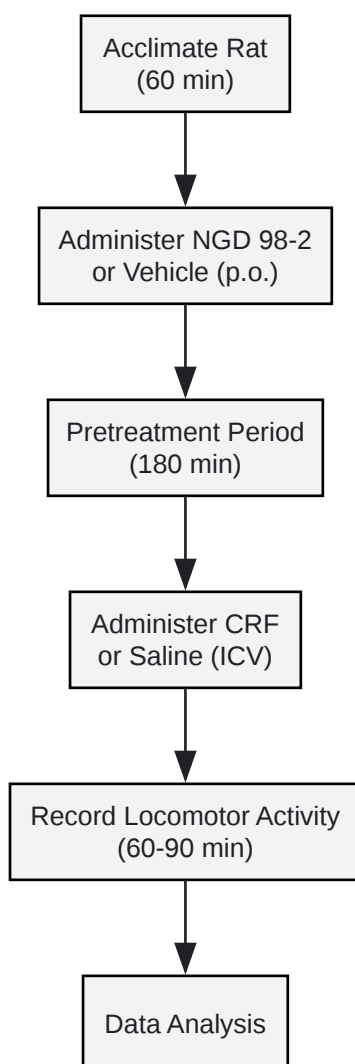 Acclimate Rat
(60 min)
Administer NGD 98-2
or Vehicle (p.o.)
Pretreatment Period
(180 min)
Administer CRF
or Saline (ICV)
Record Locomotor Activity
(60-90 min)
Data Analysis